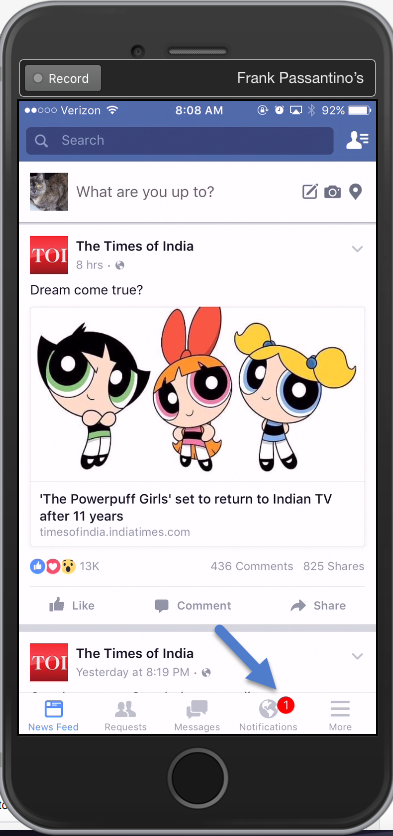 Record
Frank Passantino's
Verizon 8:08 AM 92%
Search
What are you up to?
TOI
The Times of India
8 hrs
Dream come true?
'The Powerpuff Girls' set to return to Indian TV
after 11 years
timesofindia.indiatimes.com
13K 436 Comments 825 Shares
Like Comment Share
TOI
The Times of India
Yesterday at 8:19 PM
1
News Feed Requests Messages Notifications More